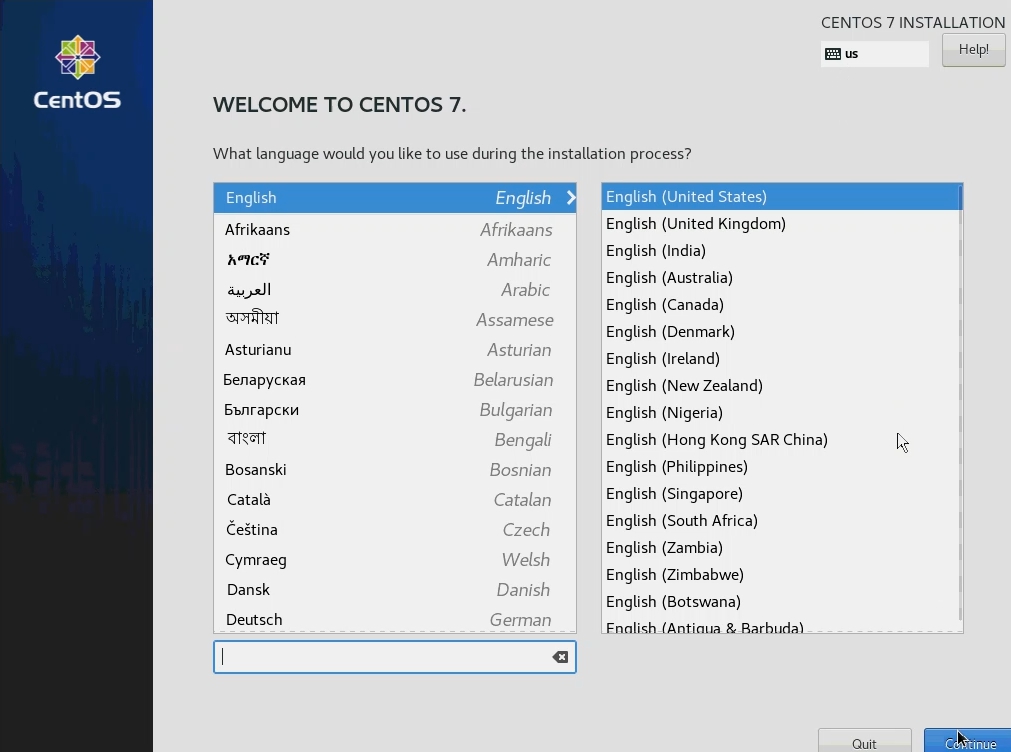 CentOS
CENTOS 7 INSTALLATION
us
Help!
WELCOME TO CENTOS 7.
What language would you like to use during the installation process?
English English
Afrikaans Afrikaans
አማርኛ Amharic
العربية Arabic
অসমীয়া Assamese
Asturianu Asturian
Беларуская Belarusian
Български Bulgarian
বাংলা Bengali
Bosanski Bosnian
Català Catalan
Čeština Czech
Cymraeg Welsh
Dansk Danish
Deutsch German
English (United States)
English (United Kingdom)
English (India)
English (Australia)
English (Canada)
English (Denmark)
English (Ireland)
English (New Zealand)
English (Nigeria)
English (Hong Kong SAR China)
English (Philippines)
English (Singapore)
English (South Africa)
English (Zambia)
English (Zimbabwe)
English (Botswana)
English (Antigua & Barbuda)
Quit
Continue